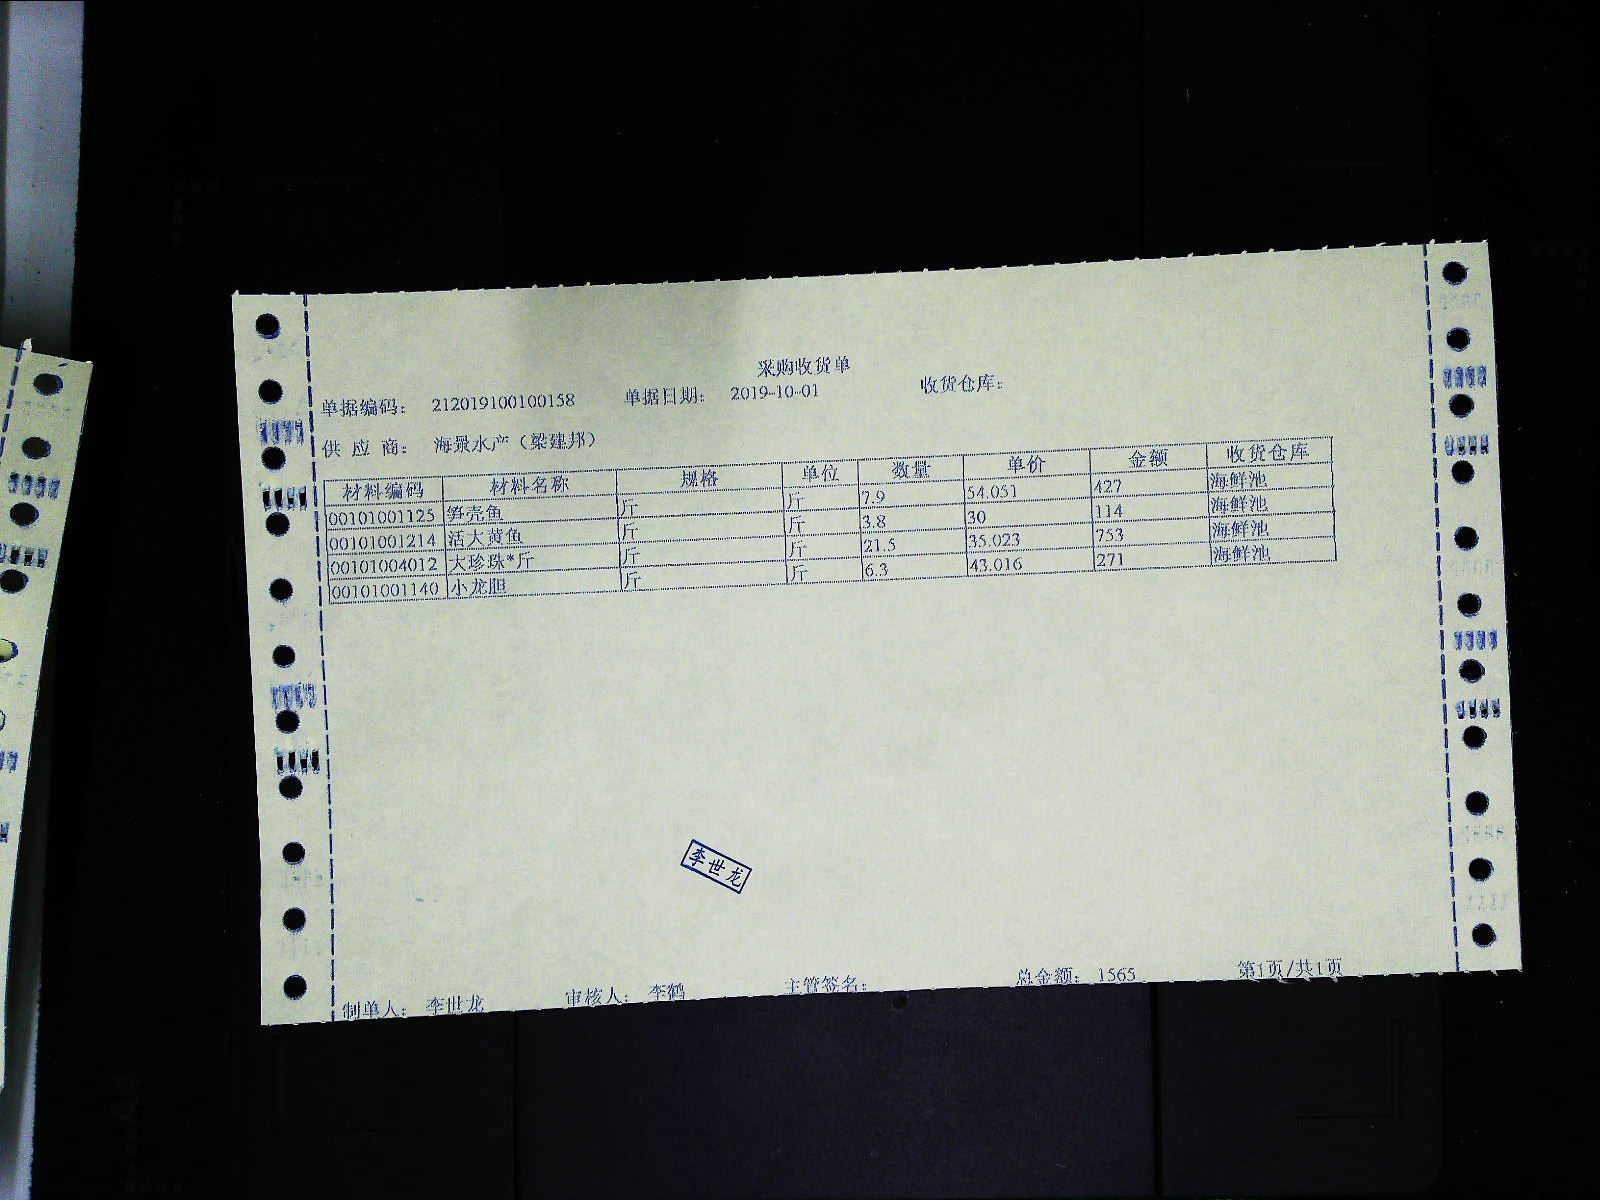 采购收货单
单据编码： 212019100100158 单据日期： 2019-10-01 收货仓库：
供 应 商： 海景水产（梁建邦）
材料编码 材料名称 规格 单位 数量 单价 金额 收货仓库
00101001125 笋壳鱼 斤 斤 7.9 54.051 427 海鲜池
00101001214 活大黄鱼 斤 斤 3.8 30 114 海鲜池
00101004012 大珍珠*斤 斤 斤 21.5 35.023 753 海鲜池
00101001140 小龙胆 斤 斤 6.3 43.016 271 海鲜池
李世龙
制单人： 李世龙 审核人： 李鹤 主管签名： 总金额： 1565 第1页/共1页